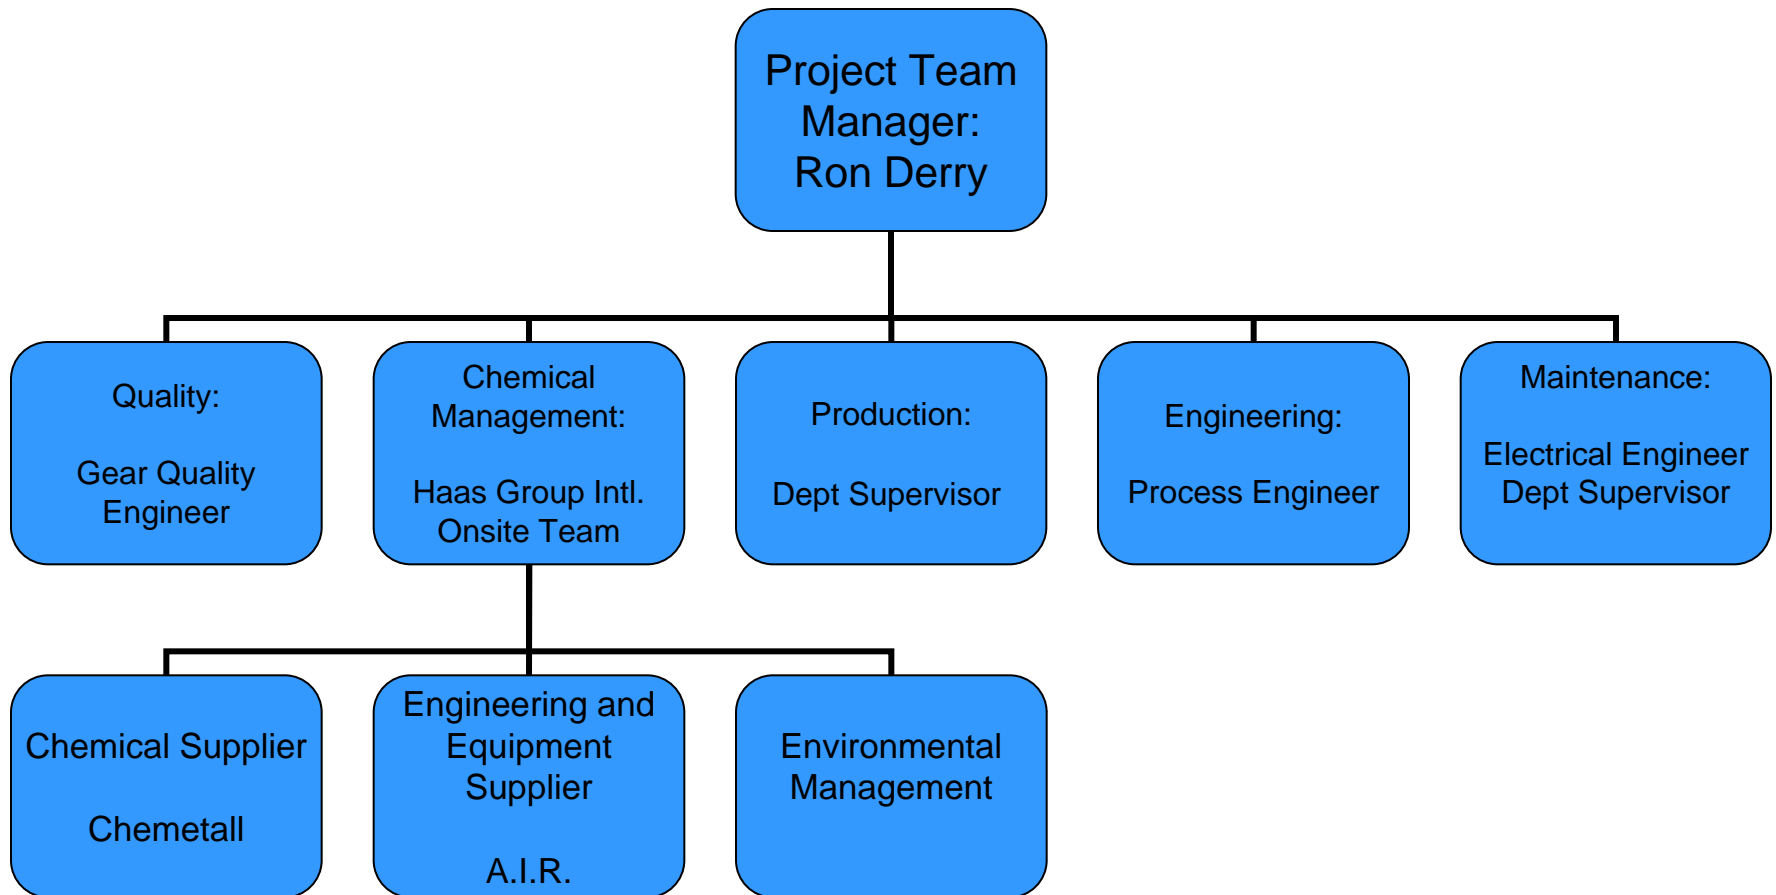 Project Team
Manager:
Ron Derry
Quality:
Gear Quality
Engineer
Chemical
Management:
Haas Group Intl.
Onsite Team
Production:
Dept Supervisor
Engineering:
Process Engineer
Maintenance:
Electrical Engineer
Dept Supervisor
Chemical Supplier
Chemetall
Engineering and
Equipment
Supplier
A.I.R.
Environmental
Management